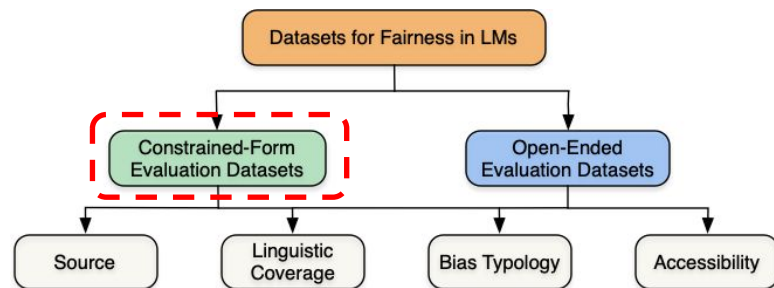 Datasets for Fairness in LMs
Constrained-Form
Evaluation Datasets
Open-Ended
Evaluation Datasets
Source
Linguistic
Coverage
Bias Typology
Accessibility